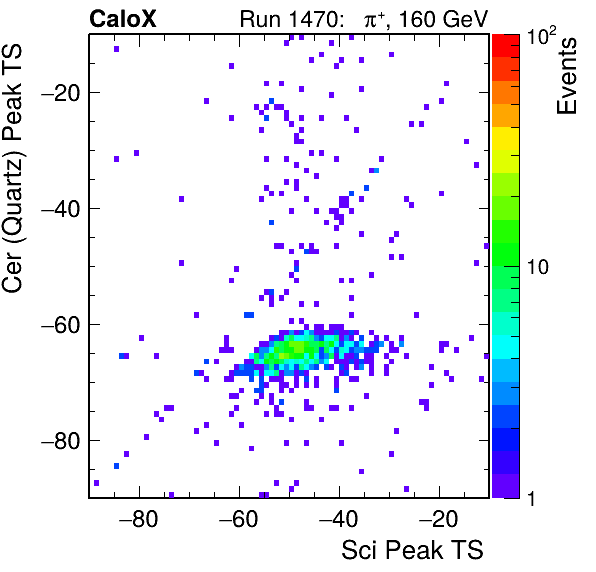 CaloX Run 1470: π⁺, 160 GeV
Cer (Quartz) Peak TS
−20
−40
−60
−80
−80 −60 −40 −20
Sci Peak TS
10²
10
1
Events